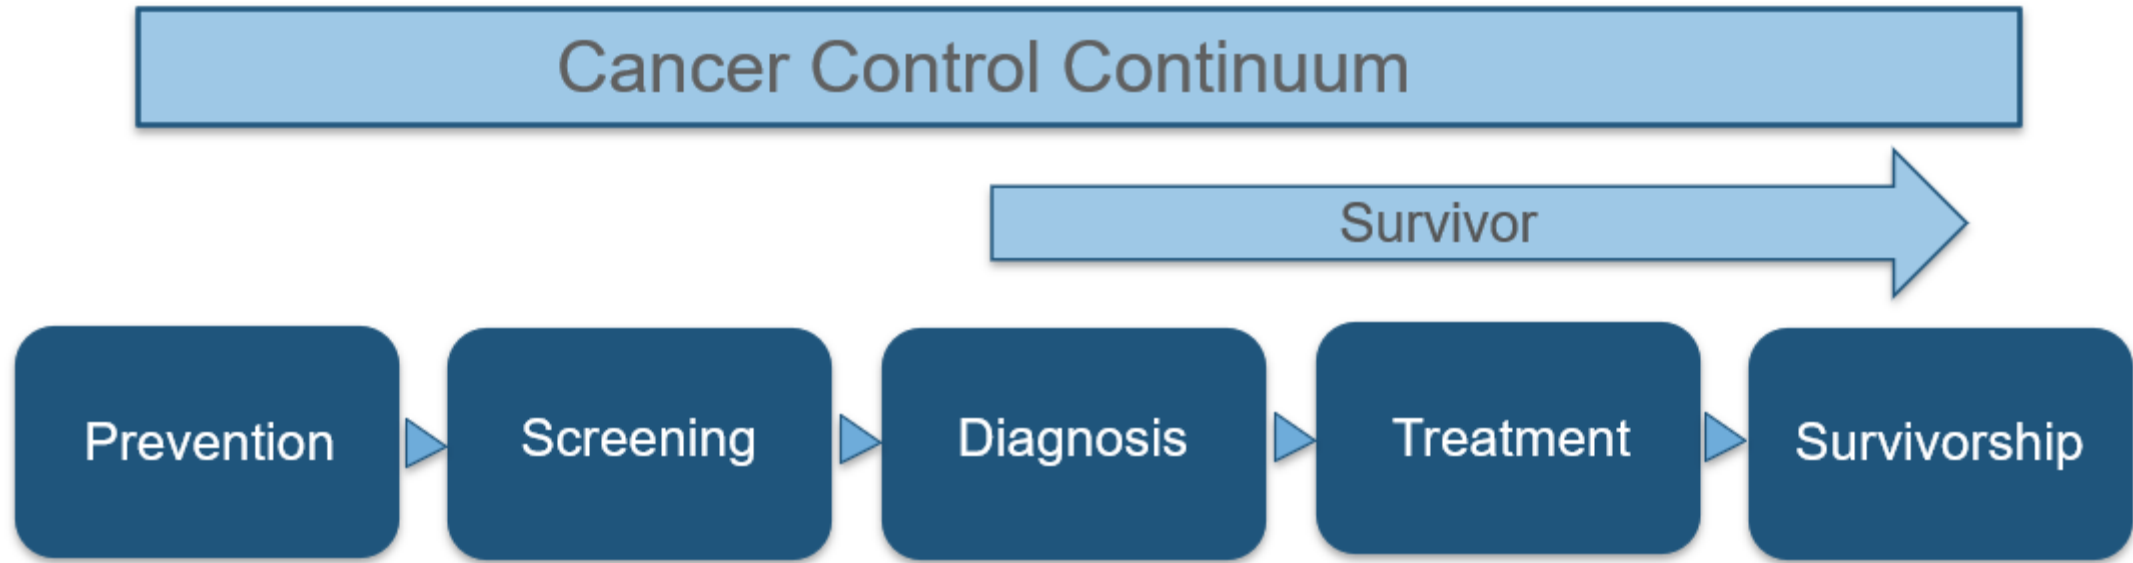 Cancer Control Continuum
Survivor
Prevention
Screening
Diagnosis
Treatment
Survivorship